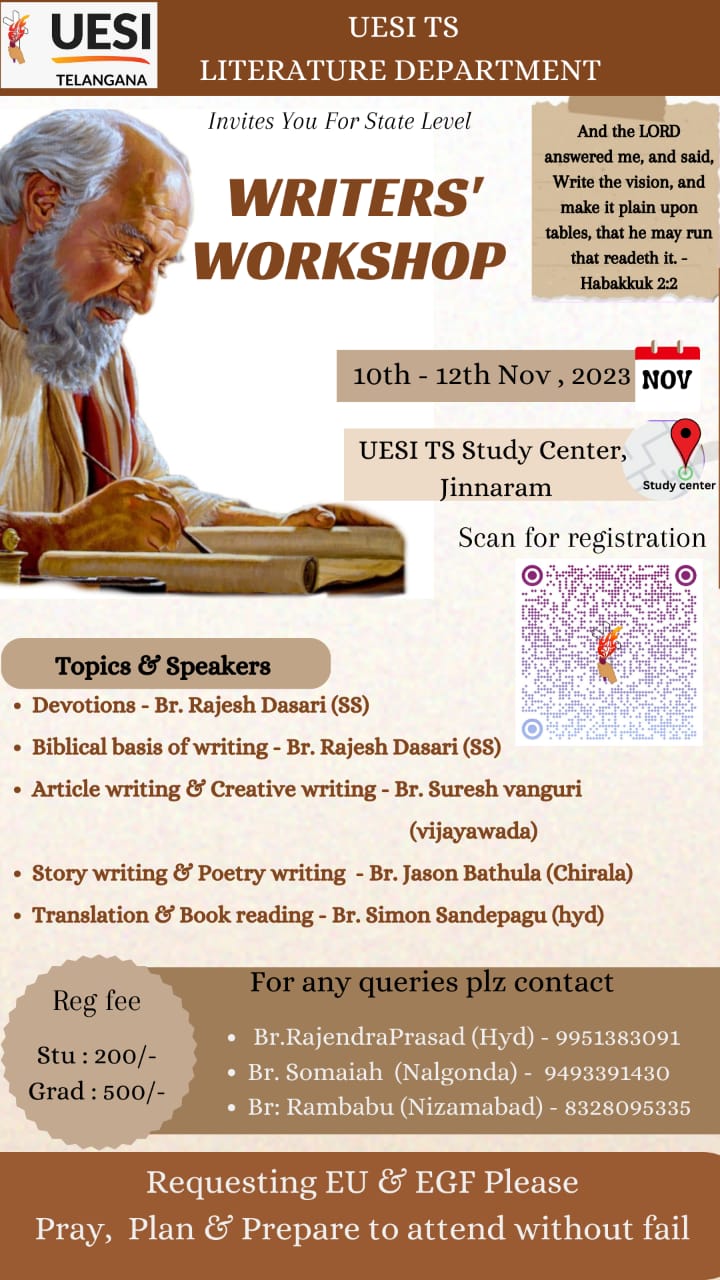 UESI
TELANGANA
UESI TS
LITERATURE DEPARTMENT
Invites You For State Level
WRITERS'
WORKSHOP
And the LORD
answered me, and said,
Write the vision, and
make it plain upon
tables, that he may run
that readeth it. -
Habakkuk 2:2
10th - 12th Nov , 2023
NOV
UESI TS Study Center,
Jinnaram
Study center
Scan for registration
Topics & Speakers
• Devotions - Br. Rajesh Dasari (SS)
• Biblical basis of writing - Br. Rajesh Dasari (SS)
• Article writing & Creative writing - Br. Suresh vanguri
(vijayawada)
• Story writing & Poetry writing - Br. Jason Bathula (Chirala)
• Translation & Book reading - Br. Simon Sandepagu (hyd)
Reg fee
Stu : 200/-
Grad : 500/-
For any queries plz contact
• Br.RajendraPrasad (Hyd) - 9951383091
• Br. Somaiah (Nalgonda) - 9493391430
• Br: Rambabu (Nizamabad) - 8328095335
Requesting EU & EGF Please
Pray, Plan & Prepare to attend without fail